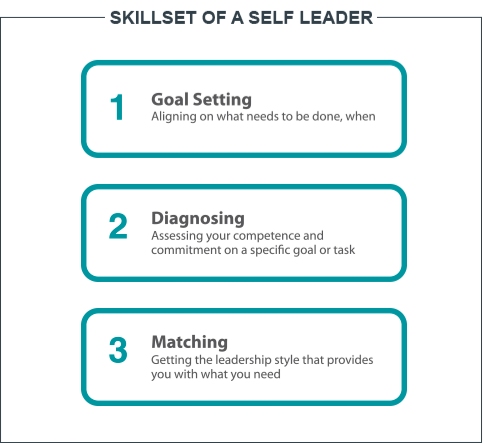 SKILLSET OF A SELF LEADER
1
Goal Setting
Aligning on what needs to be done, when
2
Diagnosing
Assessing your competence and
commitment on a specific goal or task
3
Matching
Getting the leadership style that provides
you with what you need